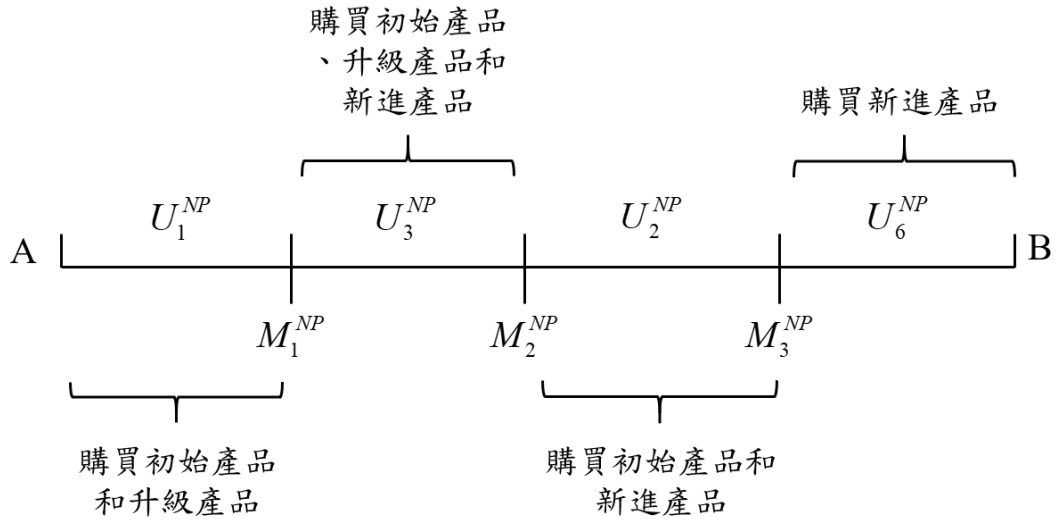 購買初始產品
、升級產品和
新進產品
購買新進產品
U_1^{NP} U_3^{NP} U_2^{NP} U_6^{NP}
A B
M_1^{NP} M_2^{NP} M_3^{NP}
購買初始產品
和升級產品
購買初始產品和
新進產品